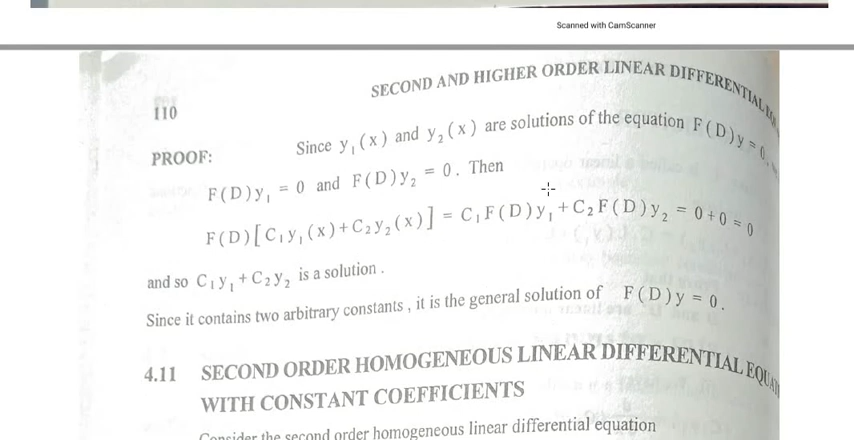 Scanned with CamScanner
110
SECOND AND HIGHER ORDER LINEAR DIFFERENTIAL
PROOF: Since y₁(x) and y₂(x) are solutions of the equation F(D)y = 0,
F(D)y₁ = 0 and F(D)y₂ = 0. Then
F(D)[C₁y₁(x)+C₂y₂(x)] = C₁F(D)y₁+C₂F(D)y₂ = 0+0 = 0
and so C₁y₁+C₂y₂ is a solution.
Since it contains two arbitrary constants, it is the general solution of F(D)y = 0.
4.11 SECOND ORDER HOMOGENEOUS LINEAR DIFFERENTIAL
WITH CONSTANT COEFFICIENTS
Consider the second order homogeneous linear differential equation